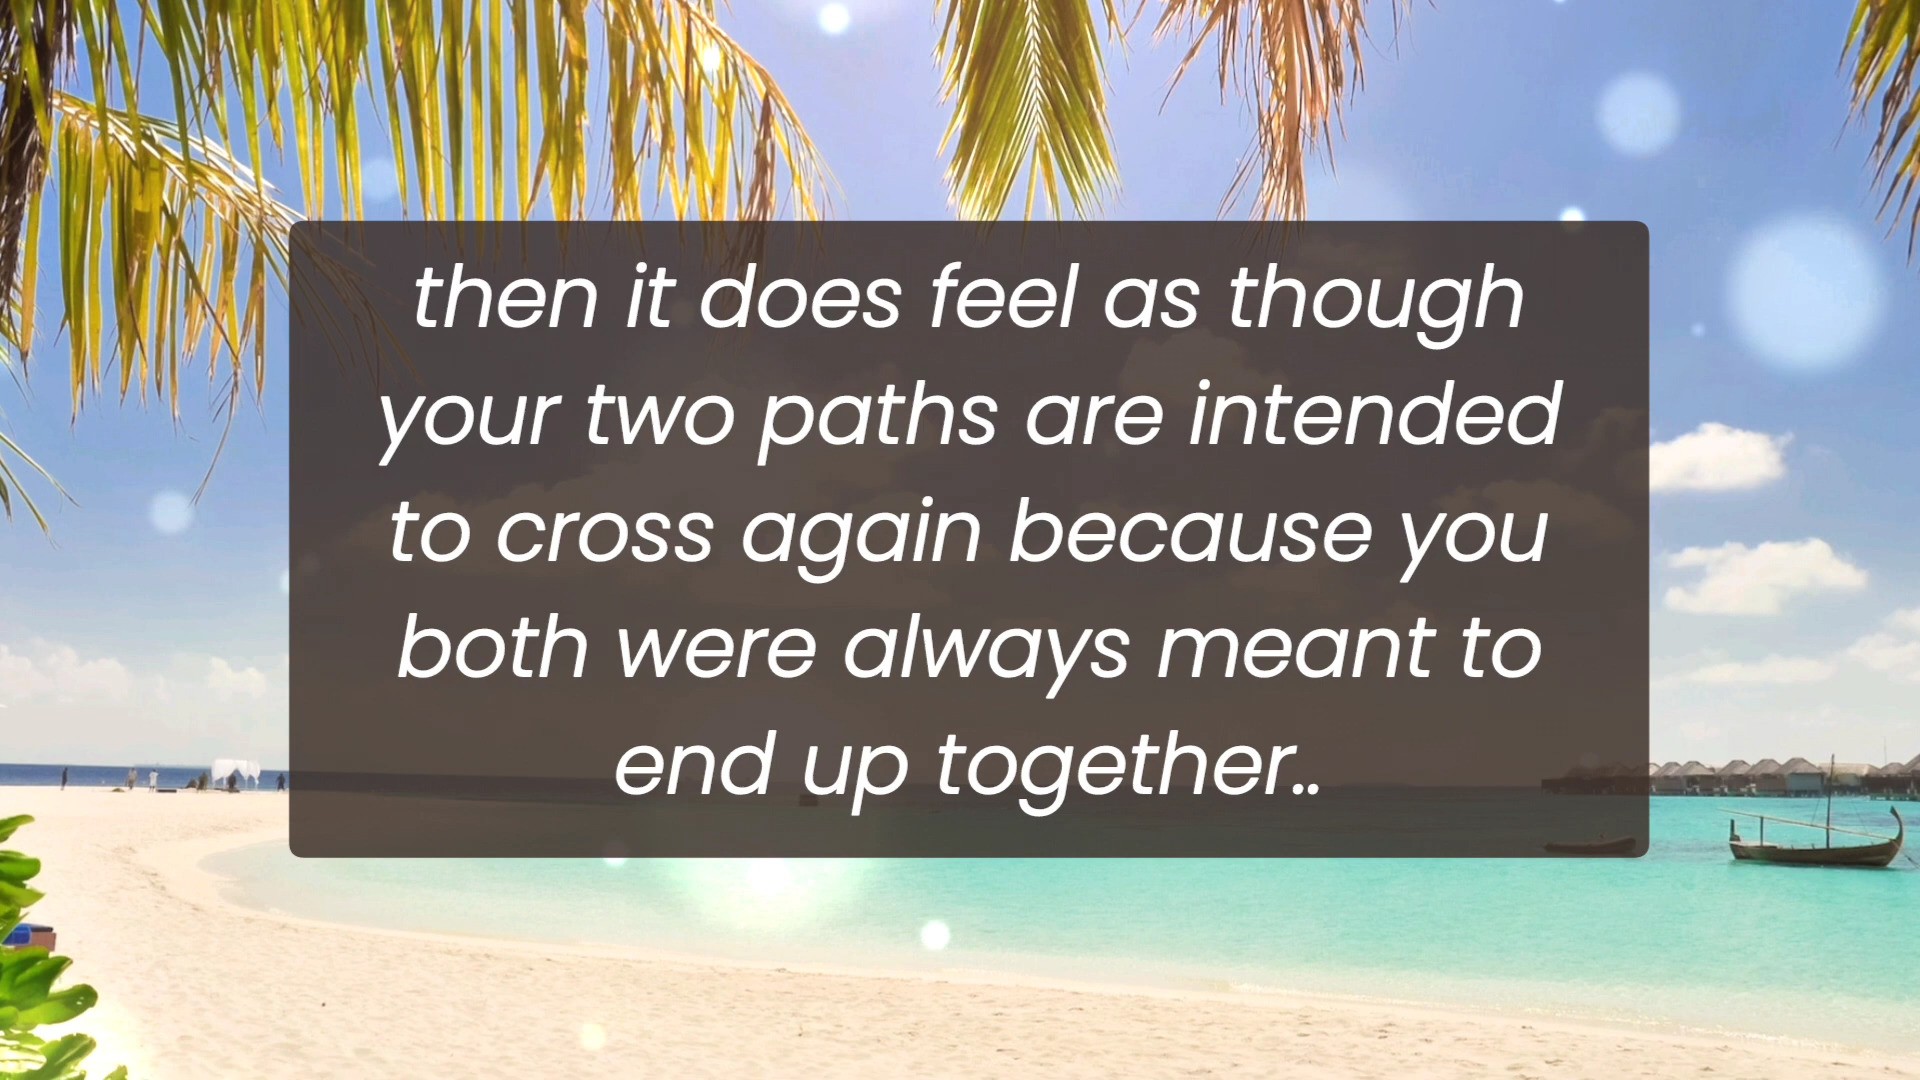 then it does feel as though
your two paths are intended
to cross again because you
both were always meant to
end up together..